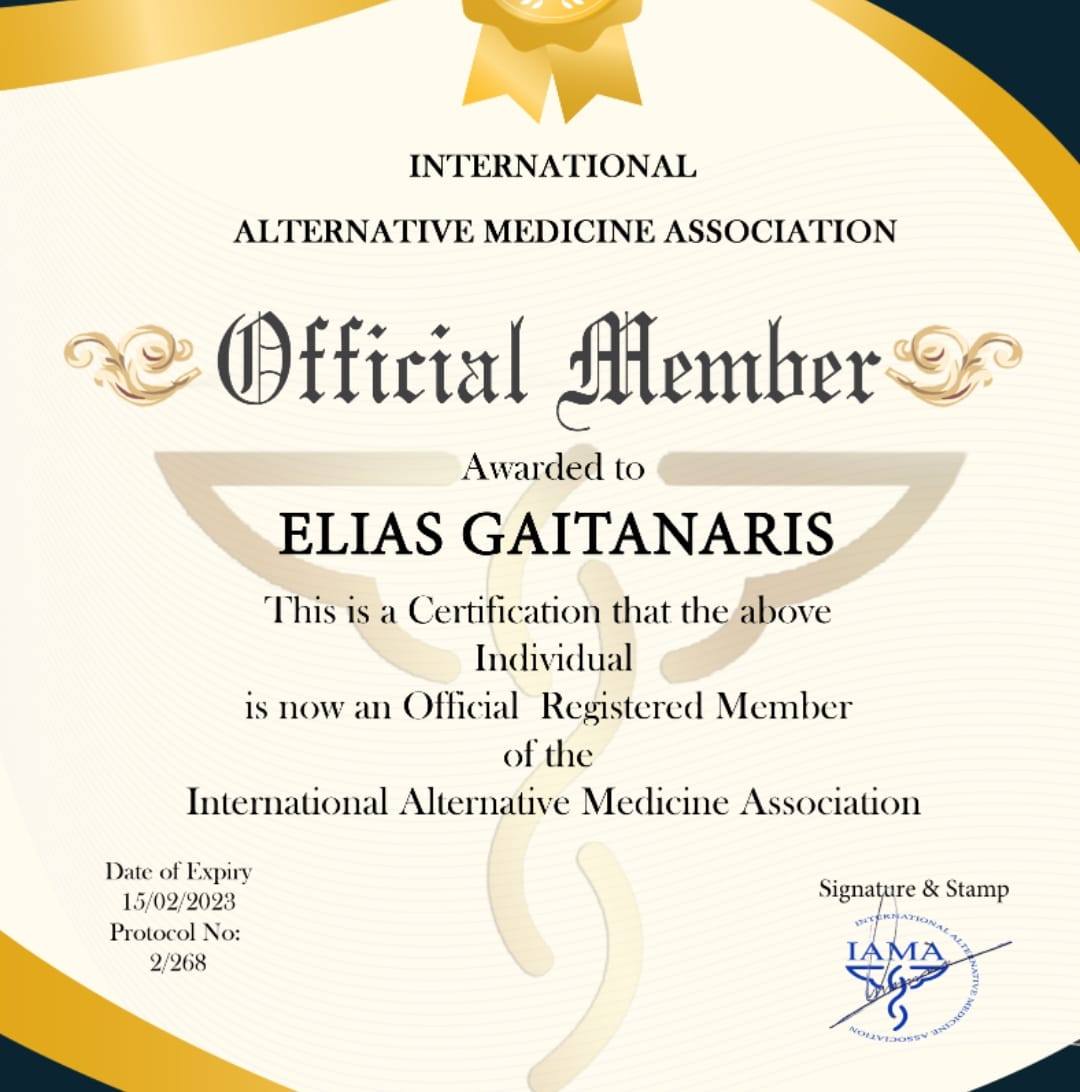 INTERNATIONAL
ALTERNATIVE MEDICINE ASSOCIATION
Official Member
Awarded to
ELIAS GAITANARIS
This is a Certification that the above
Individual
is now an Official Registered Member
of the
International Alternative Medicine Association
Date of Expiry
15/02/2023
Protocol No:
2/268
Signature & Stamp
INTERNATIONAL ALTERNATIVE MEDICINE ASSOCIATION
IAMA